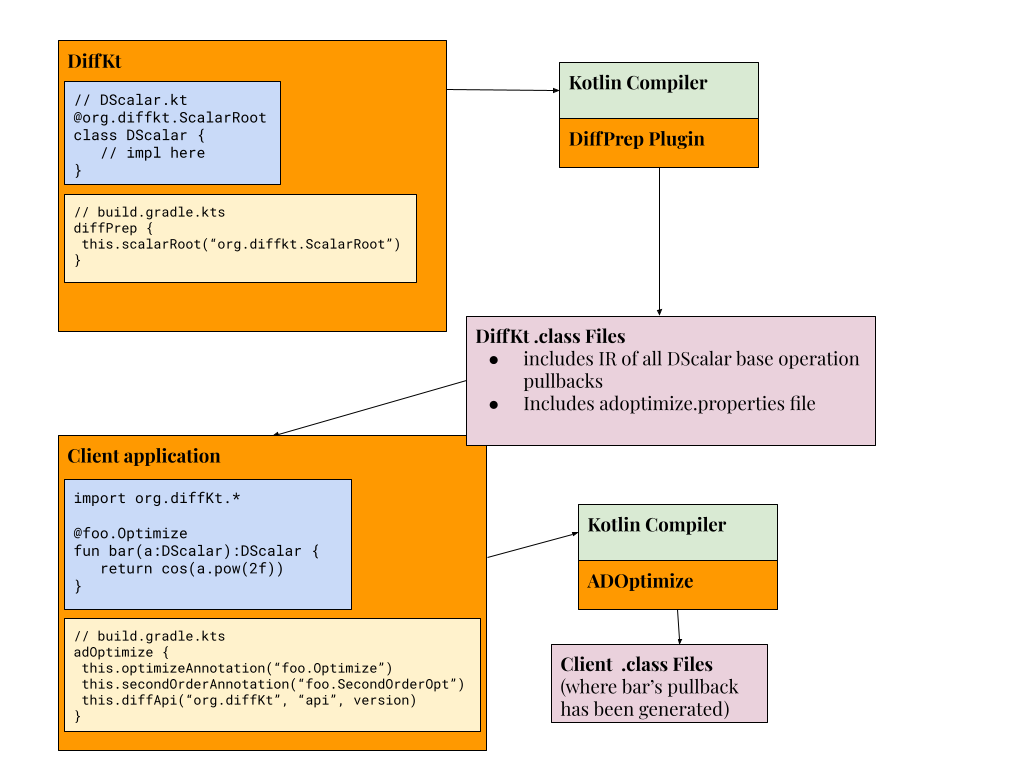 DiffKt
// DScalar.kt
@org.diffkt.ScalarRoot
class DScalar {
   // impl here
}
// build.gradle.kts
diffPrep {
 this.scalarRoot(“org.diffkt.ScalarRoot”)
}
Kotlin Compiler
DiffPrep Plugin
DiffKt .class Files
● includes IR of all DScalar base operation
pullbacks
● Includes adoptimize.properties file
Client application
import org.diffKt.*
@foo.Optimize
fun bar(a:DScalar):DScalar {
   return cos(a.pow(2f))
}
// build.gradle.kts
adOptimize {
 this.optimizeAnnotation(“foo.Optimize”)
 this.secondOrderAnnotation(“foo.SecondOrderOpt”)
 this.diffApi(“org.diffKt”, “api”, version)
}
Kotlin Compiler
ADOptimize
Client  .class Files
(where bar’s pullback
has been generated)